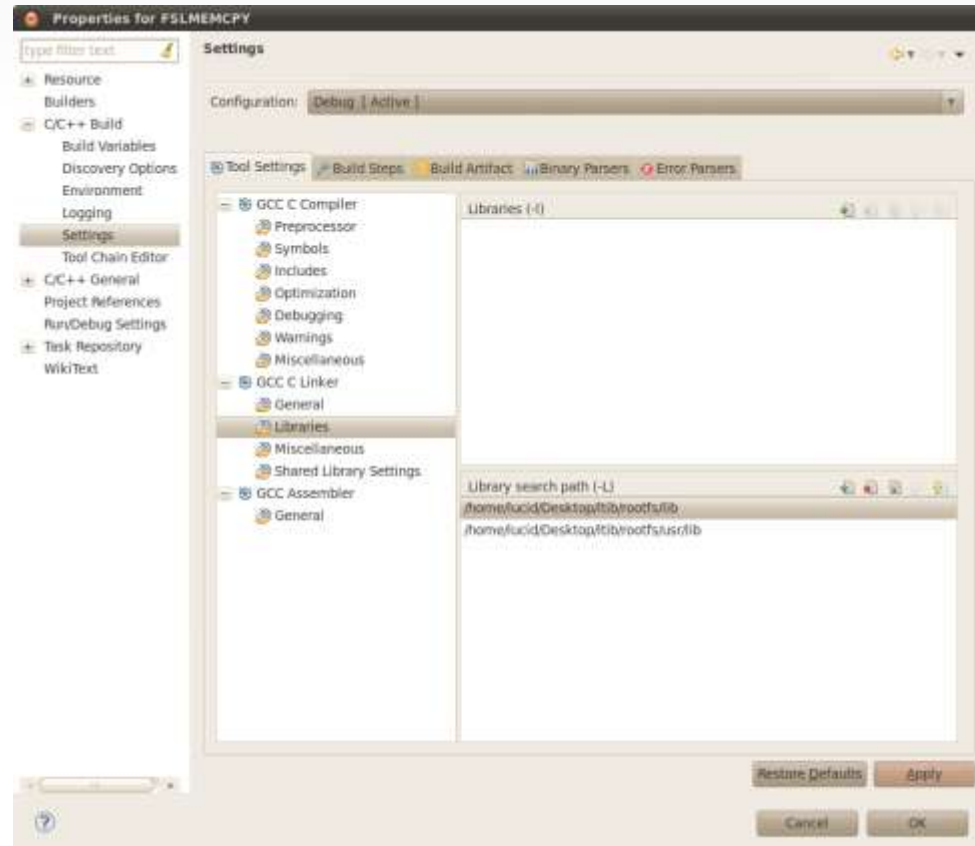 Properties for FSLMEMCPY
type filter text
Resource
Builders
C/C++ Build
Build Variables
Discovery Options
Environment
Logging
Settings
Tool Chain Editor
C/C++ General
Project References
Run/Debug Settings
Task Repository
WikiText
Settings
Configuration: Debug [ Active ]
Tool Settings Build Steps Build Artifact Binary Parsers Error Parsers
GCC C Compiler
Preprocessor
Symbols
Includes
Optimization
Debugging
Warnings
Miscellaneous
GCC C Linker
General
Libraries
Miscellaneous
Shared Library Settings
GCC Assembler
General
Libraries (-l)
Library search path (-L)
/home/lucid/Desktop/ltib/rootfs/lib
/home/lucid/Desktop/ltib/rootfs/usr/lib
Restore Defaults Apply
Cancel OK